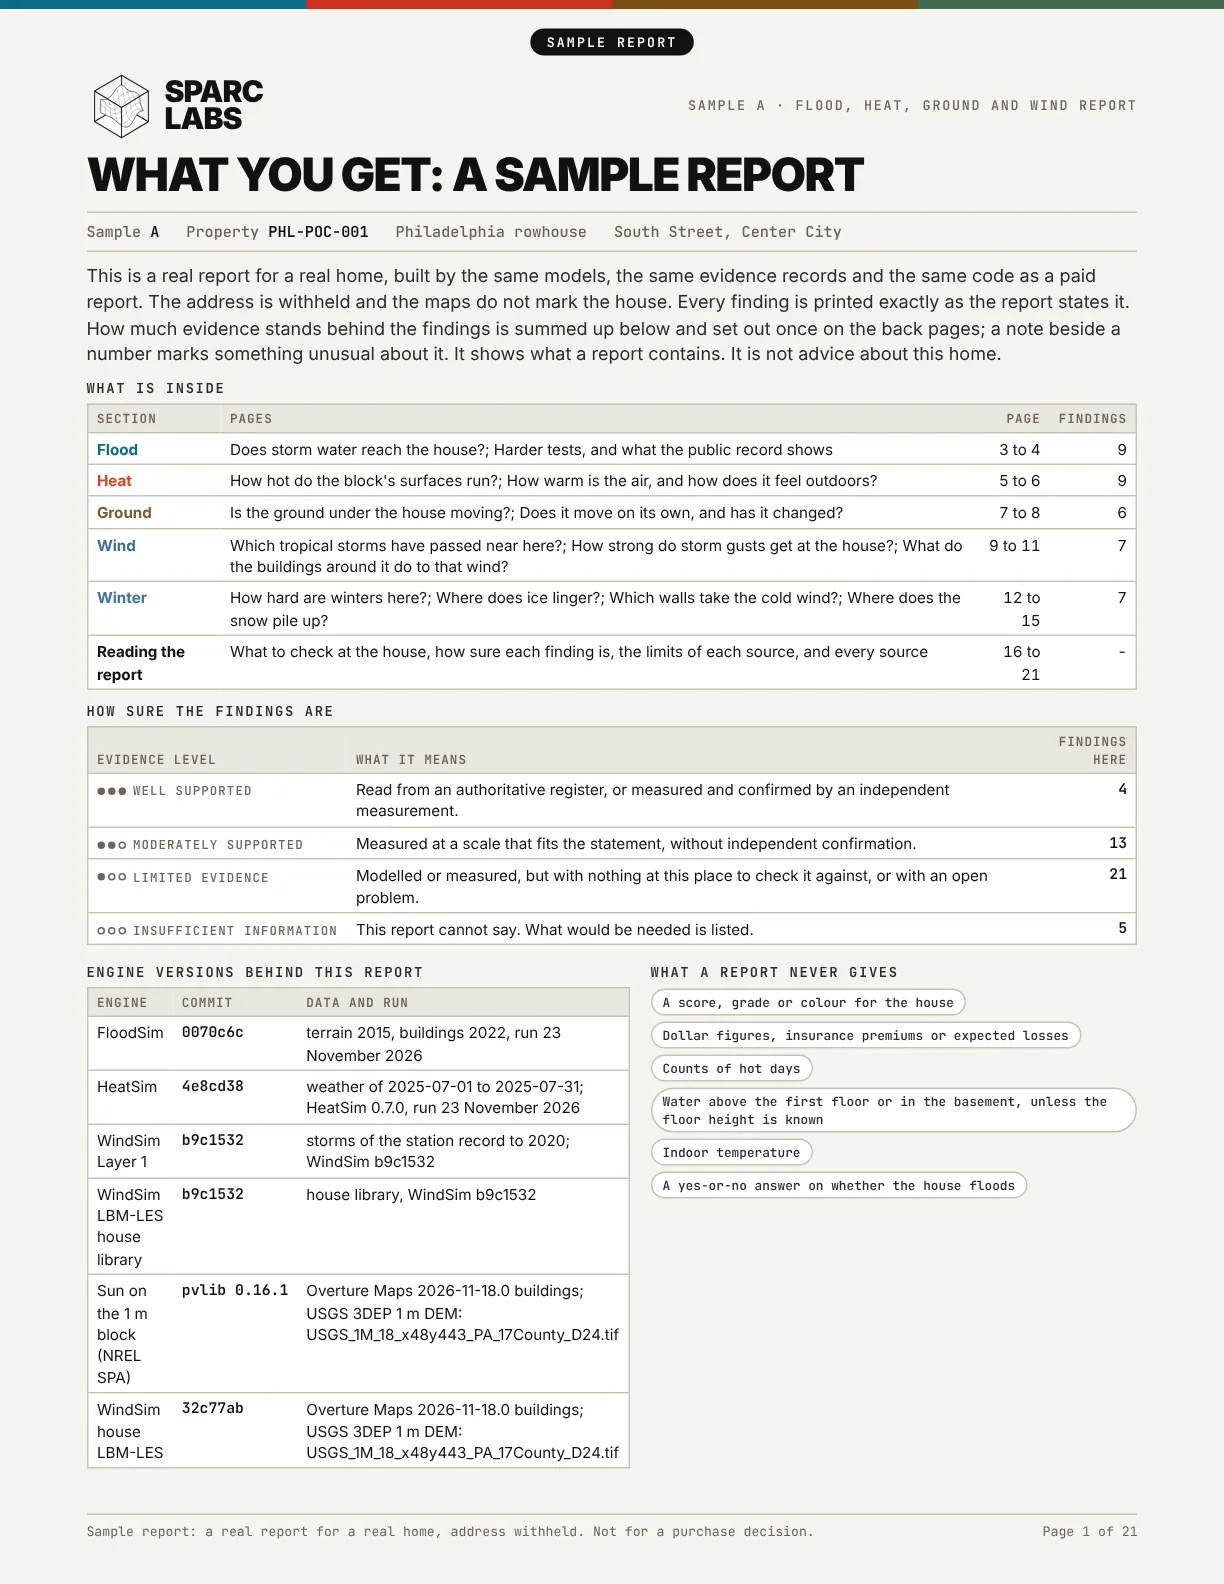 SAMPLE REPORT
SPARC
LABS
SAMPLE A · FLOOD, HEAT, GROUND AND WIND REPORT
WHAT YOU GET: A SAMPLE REPORT
Sample A Property PHL-POC-001 Philadelphia rowhouse South Street, Center City
This is a real report for a real home, built by the same models, the same evidence records and the same code as a paid
report. The address is withheld and the maps do not mark the house. Every finding is printed exactly as the report states it.
How much evidence stands behind the findings is summed up below and set out once on the back pages; a note beside a
number marks something unusual about it. It shows what a report contains. It is not advice about this home.
WHAT IS INSIDE
SECTION PAGES PAGE FINDINGS
Flood Does storm water reach the house?; Harder tests, and what the public record shows 3 to 4 9
Heat How hot do the block's surfaces run?; How warm is the air, and how does it feel outdoors? 5 to 6 9
Ground Is the ground under the house moving?; Does it move on its own, and has it changed? 7 to 8 6
Wind Which tropical storms have passed near here?; How strong do storm gusts get at the house?; What do 9 to 11 7
the buildings around it do to that wind?
Winter How hard are winters here?; Where does ice linger?; Which walls take the cold wind?; Where does the 12 to 7
snow pile up? 15
Reading the What to check at the house, how sure each finding is, the limits of each source, and every source 16 to -
report 21
HOW SURE THE FINDINGS ARE
FINDINGS
EVIDENCE LEVEL WHAT IT MEANS HERE
●●● WELL SUPPORTED Read from an authoritative register, or measured and confirmed by an independent 4
measurement.
●●○ MODERATELY SUPPORTED Measured at a scale that fits the statement, without independent confirmation. 13
●○○ LIMITED EVIDENCE Modelled or measured, but with nothing at this place to check it against, or with an open 21
problem.
○○○ INSUFFICIENT INFORMATION This report cannot say. What would be needed is listed. 5
ENGINE VERSIONS BEHIND THIS REPORT
ENGINE COMMIT DATA AND RUN
FloodSim 0070c6c terrain 2015, buildings 2022, run 23
November 2026
HeatSim 4e8cd38 weather of 2025-07-01 to 2025-07-31;
HeatSim 0.7.0, run 23 November 2026
WindSim b9c1532 storms of the station record to 2020;
Layer 1 WindSim b9c1532
WindSim b9c1532 house library, WindSim b9c1532
LBM-LES
house
library
Sun on pvlib 0.16.1 Overture Maps 2026-11-18.0 buildings;
the 1 m USGS 3DEP 1 m DEM:
block USGS_1M_18_x48y443_PA_17County_D24.tif
(NREL
SPA)
WindSim 32c77ab Overture Maps 2026-11-18.0 buildings;
house USGS 3DEP 1 m DEM:
LBM-LES USGS_1M_18_x48y443_PA_17County_D24.tif
WHAT A REPORT NEVER GIVES
A score, grade or colour for the house
Dollar figures, insurance premiums or expected losses
Counts of hot days
Water above the first floor or in the basement, unless the
floor height is known
Indoor temperature
A yes-or-no answer on whether the house floods
Sample report: a real report for a real home, address withheld. Not for a purchase decision. Page 1 of 21